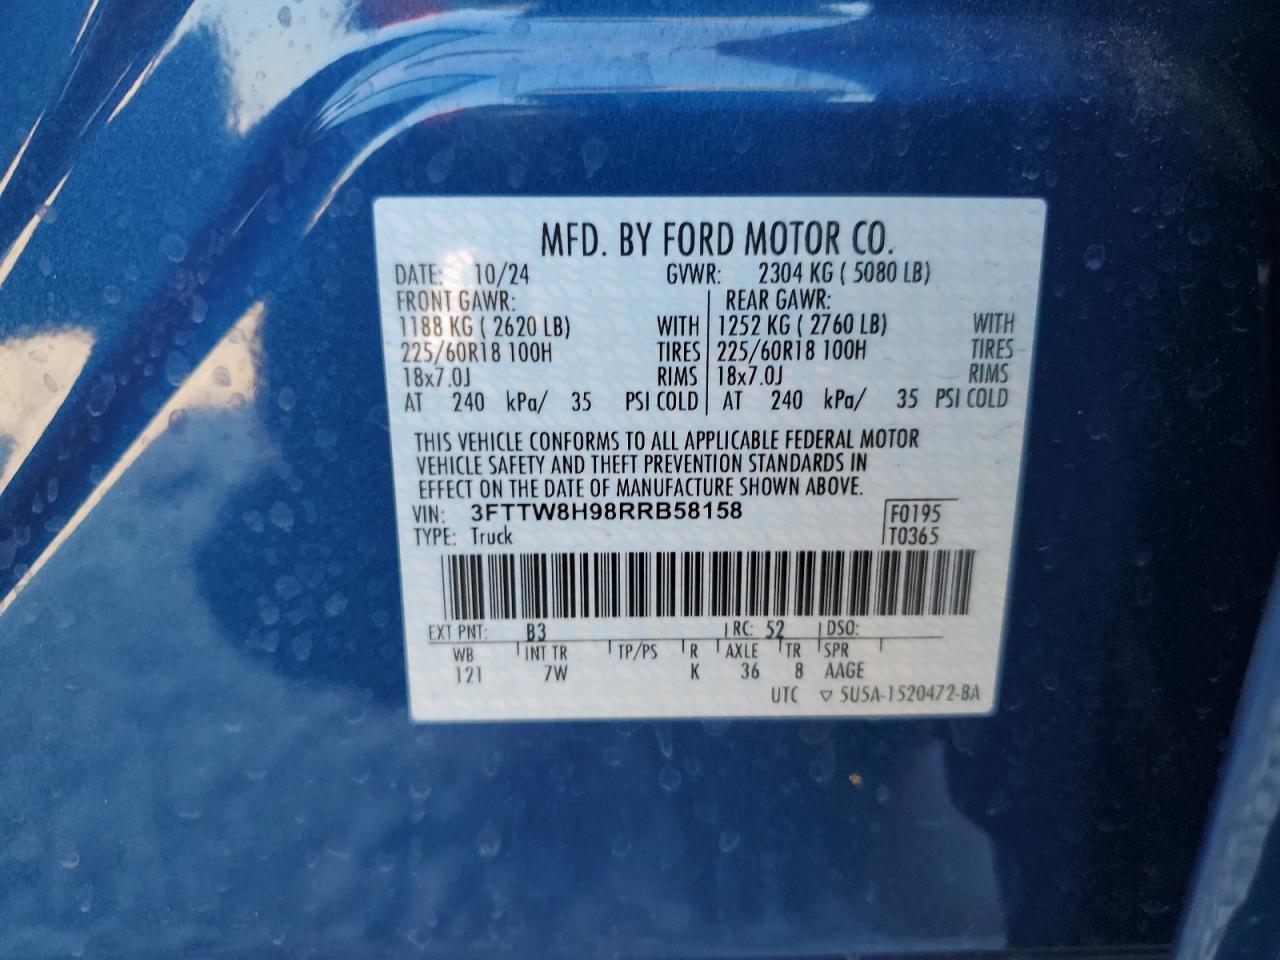 MFD. BY FORD MOTOR CO.
DATE: 10/24 GVWR: 2304 KG ( 5080 LB)
FRONT GAWR: REAR GAWR:
1188 KG ( 2620 LB) WITH 1252 KG ( 2760 LB) WITH
225/60R18 100H TIRES 225/60R18 100H TIRES
18x7.0J RIMS 18x7.0J RIMS
AT 240 kPa/ 35 PSI COLD AT 240 kPa/ 35 PSI COLD
THIS VEHICLE CONFORMS TO ALL APPLICABLE FEDERAL MOTOR
VEHICLE SAFETY AND THEFT PREVENTION STANDARDS IN
EFFECT ON THE DATE OF MANUFACTURE SHOWN ABOVE.
VIN: 3FTTW8H98RRB58158 F0195
TYPE: Truck T0365
EXT PNT: B3 RC: 52 DSO:
WB INT TR TP/PS R AXLE TR SPR
121 7W K 36 8 AAGE
UTC ▽ 5U5A-1520472-BA